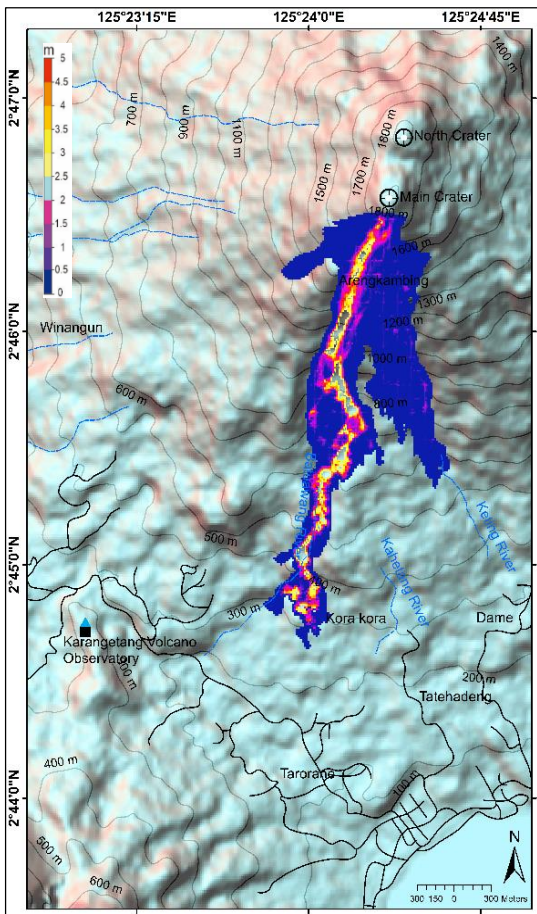 125°23'15"E 125°24'0"E 125°24'45"E
m
5
4.5
4
3.5
3
2.5
2
1.5
1
0.5
0
2°47'0"N
2°46'0"N
2°45'0"N
2°44'0"N
1400 m
700 m
900 m
1100 m
1500 m
1700 m
1600 m
North Crater
Main Crater
1800 m
1600 m
Arengkambing
1300 m
1200 m
Winangun
1000 m
600 m
800 m
500 m
Keting River
Kahetang River
300 m
Kora kora
Dame
Karangetang Volcano
Observatory
200 m
Tatehadeng
400 m
Tarorane
100 m
500 m
600 m
N
300 150 0 300 Meters